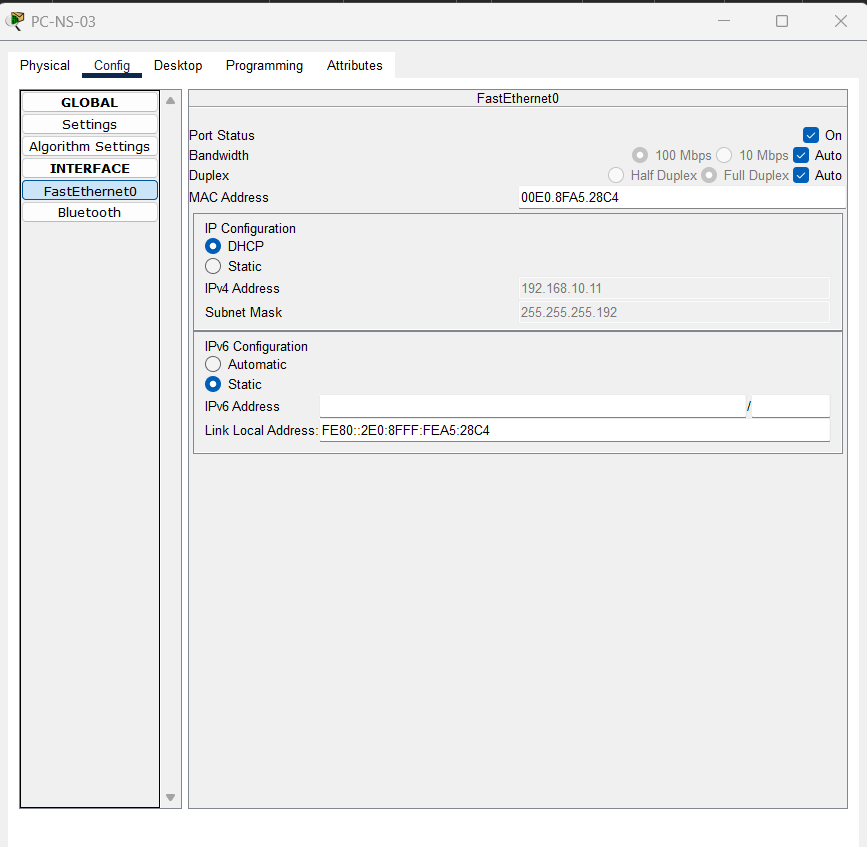 PC-NS-03
Physical Config Desktop Programming Attributes
GLOBAL
Settings
Algorithm Settings
INTERFACE
FastEthernet0
Bluetooth
FastEthernet0
Port Status On
Bandwidth 100 Mbps 10 Mbps Auto
Duplex Half Duplex Full Duplex Auto
MAC Address 00E0.8FA5.28C4
IP Configuration
DHCP
Static
IPv4 Address 192.168.10.11
Subnet Mask 255.255.255.192
IPv6 Configuration
Automatic
Static
IPv6 Address /
Link Local Address: FE80::2E0:8FFF:FEA5:28C4